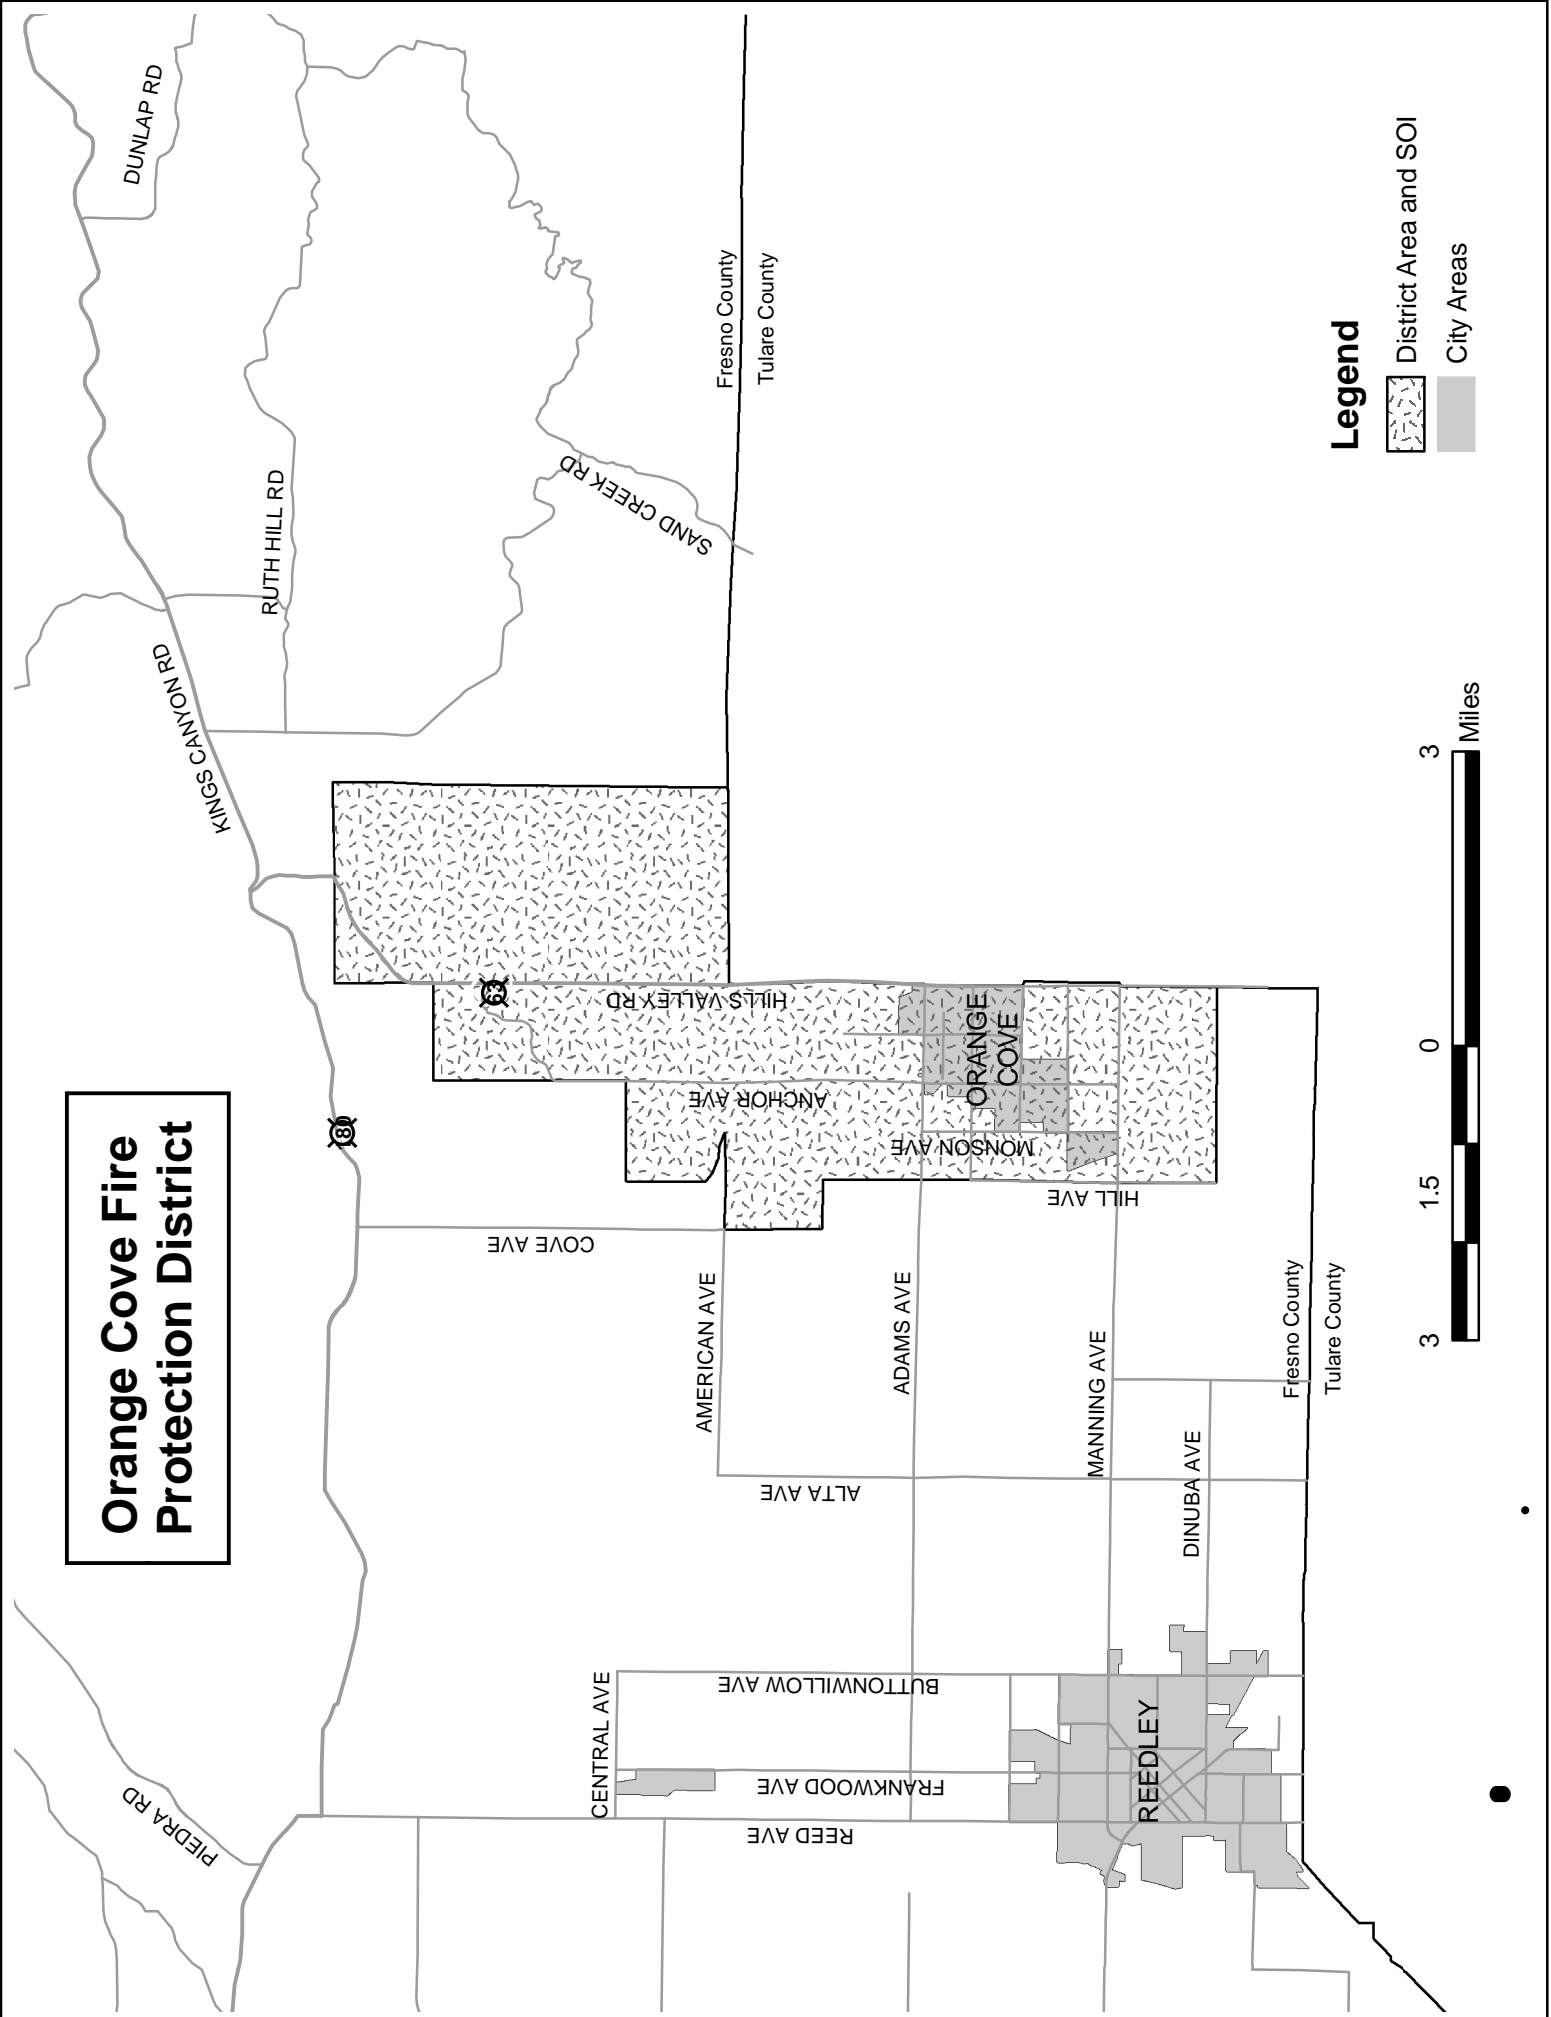 Orange Cove Fire
Protection District
DUNLAP RD
RUTH HILL RD
KINGS CANYON RD
SAND CREEK RD
Fresno County
Tulare County
180
63
HILLS VALLEY RD
ANCHOR AVE
ORANGE
COVE
MONSON AVE
HILL AVE
COVE AVE
AMERICAN AVE
ADAMS AVE
MANNING AVE
ALTA AVE
DINUBA AVE
Fresno County
Tulare County
PIEDRA RD
CENTRAL AVE
BUTTONWILLOW AVE
FRANKWOOD AVE
REED AVE
REEDLEY
Legend
District Area and SOI
City Areas
3 1.5 0 3
Miles